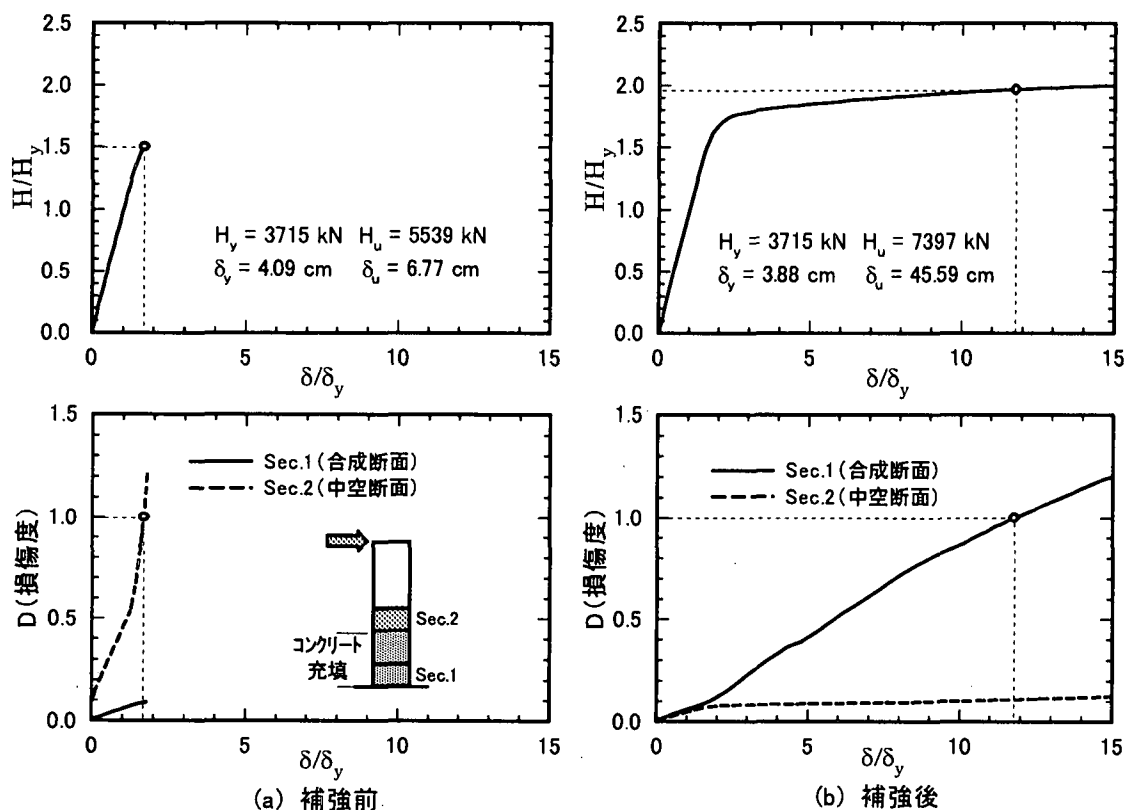 2.5
2.0
1.5
1.0
0.5
0.0
H/H_y
H_y = 3715 kN H_u = 5539 kN
δ_y = 4.09 cm δ_u = 6.77 cm
0 5 10 15
δ/δ_y
2.5
2.0
1.5
1.0
0.5
0.0
H/H_y
H_y = 3715 kN H_u = 7397 kN
δ_y = 3.88 cm δ_u = 45.59 cm
0 5 10 15
δ/δ_y
1.5
1.0
0.5
0.0
D(損傷度)
Sec.1(合成断面)
Sec.2(中空断面)
Sec.2
コンクリート
充填
Sec.1
0 5 10 15
δ/δ_y
(a) 補強前
1.5
1.0
0.5
0.0
D(損傷度)
Sec.1(合成断面)
Sec.2(中空断面)
0 5 10 15
δ/δ_y
(b) 補強後